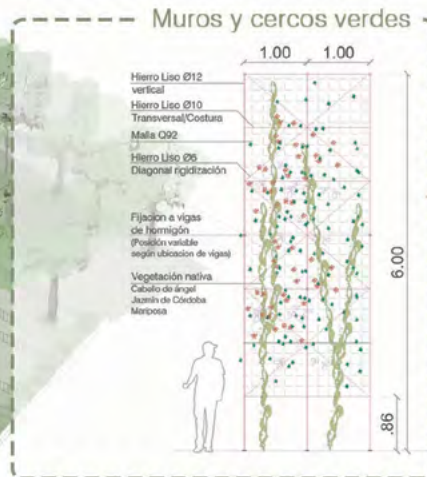 Muros y cercos verdes
1.00 1.00
Hierro Liso Ø12
vertical
Hierro Liso Ø10
Transversal/Costura
Malla Q92
Hierro Liso Ø6
Diagonal rigidización
Fijacion a vigas
de hormigón
(Posición variable
según ubicacion de vigas)
Vegetación nativa
Cabello de ángel
Jazmín de Córdoba
Mariposa
6.00
.86